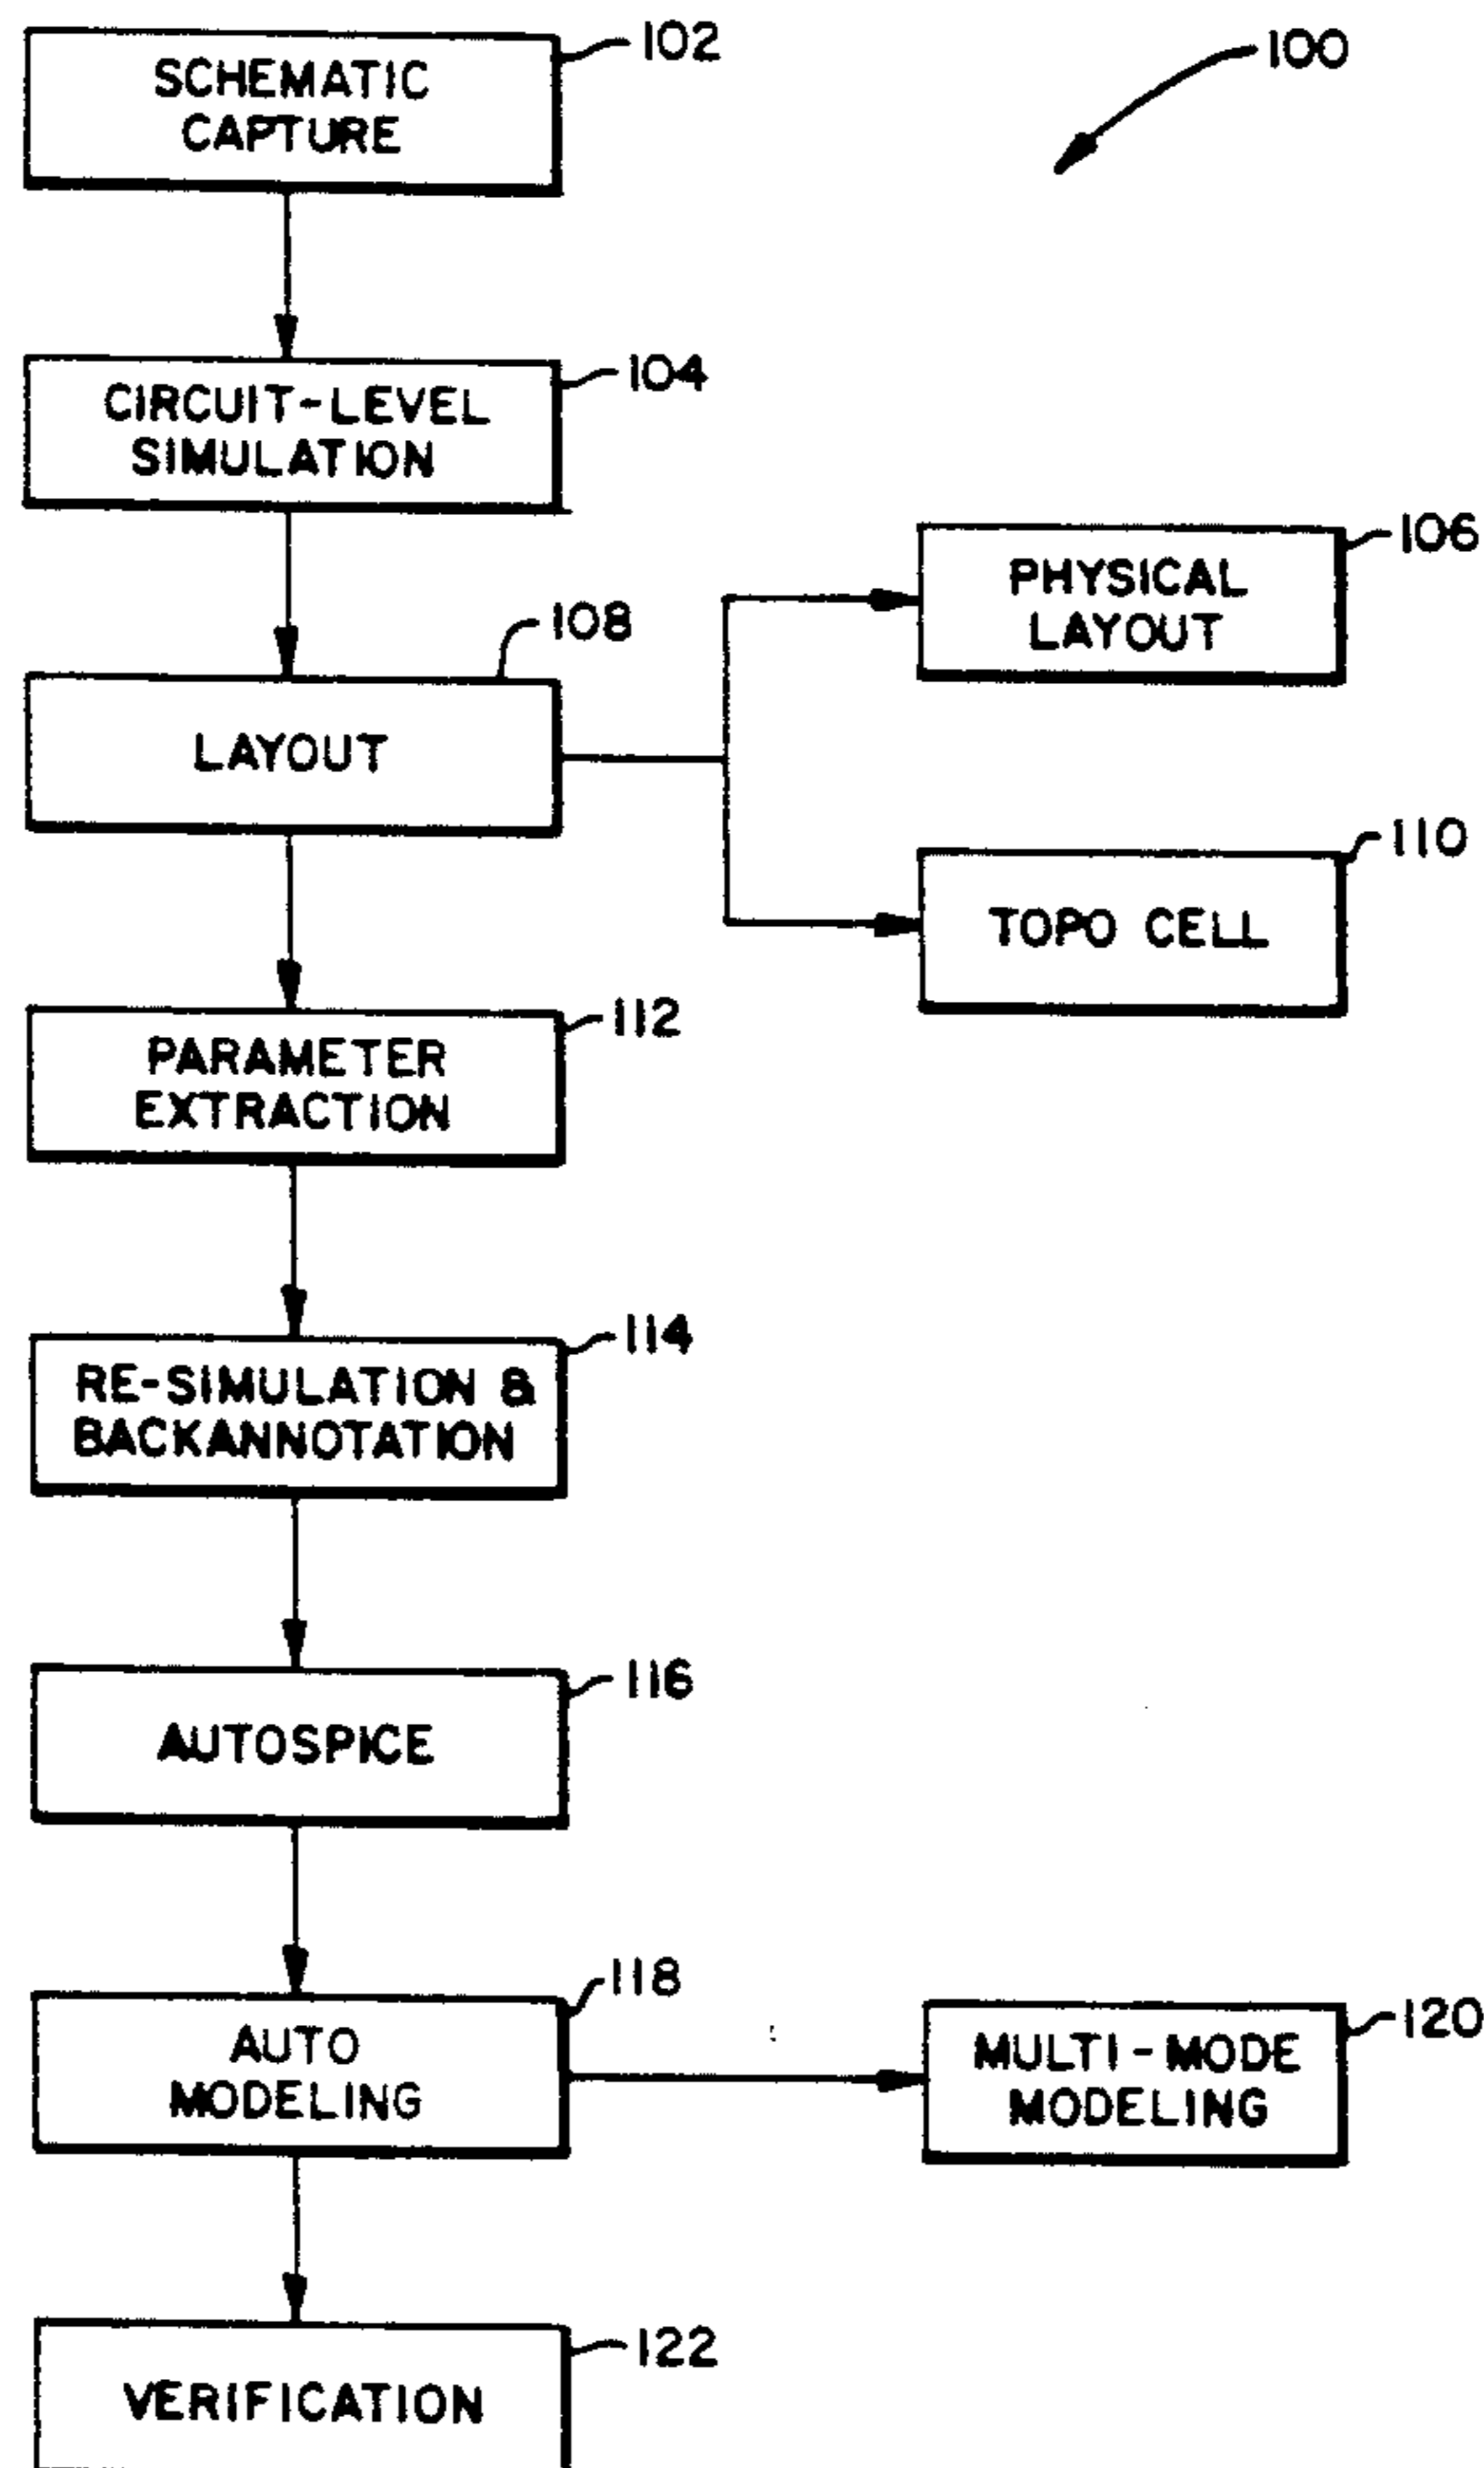 102
100
SCHEMATIC
CAPTURE
104
CIRCUIT-LEVEL
SIMULATION
106
PHYSICAL
LAYOUT
108
LAYOUT
110
TOPO CELL
112
PARAMETER
EXTRACTION
114
RE-SIMULATION &
BACKANNOTATION
116
AUTOSPICE
118
AUTO
MODELING
120
MULTI-MODE
MODELING
122
VERIFICATION